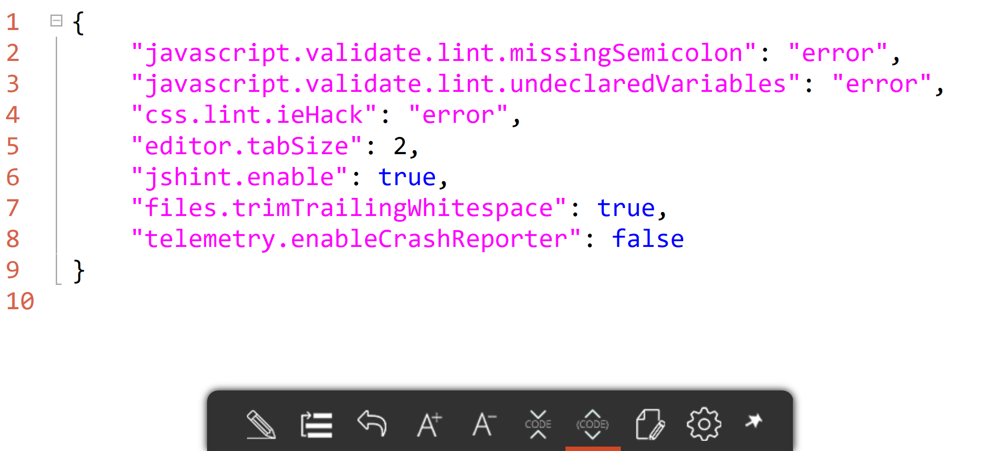 1 {
2 "javascript.validate.lint.missingSemicolon": "error",
3 "javascript.validate.lint.undeclaredVariables": "error",
4 "css.lint.ieHack": "error",
5 "editor.tabSize": 2,
6 "jshint.enable": true,
7 "files.trimTrailingWhitespace": true,
8 "telemetry.enableCrashReporter": false
9 }
10
A+ A- CODE (CODE)